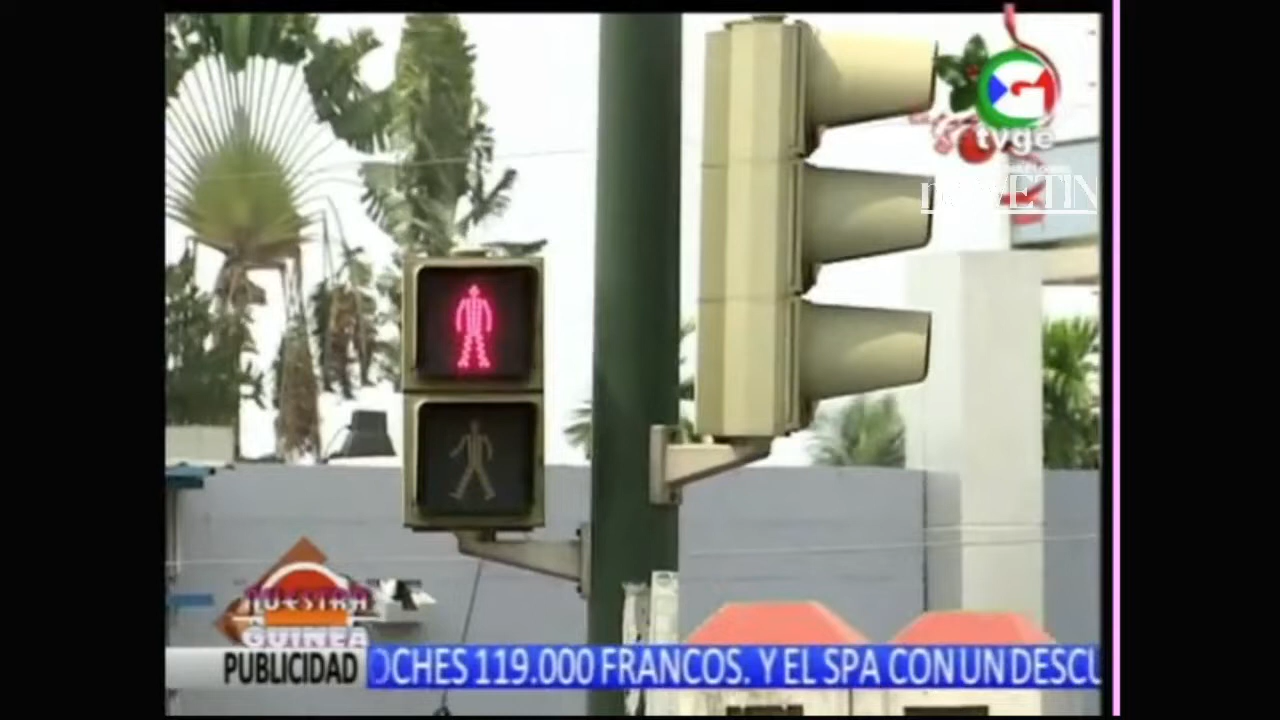 tvge
NUESTRA
GUINEA
PUBLICIDAD
OCHES 119.000 FRANCOS. Y EL SPA CON UN DESCU